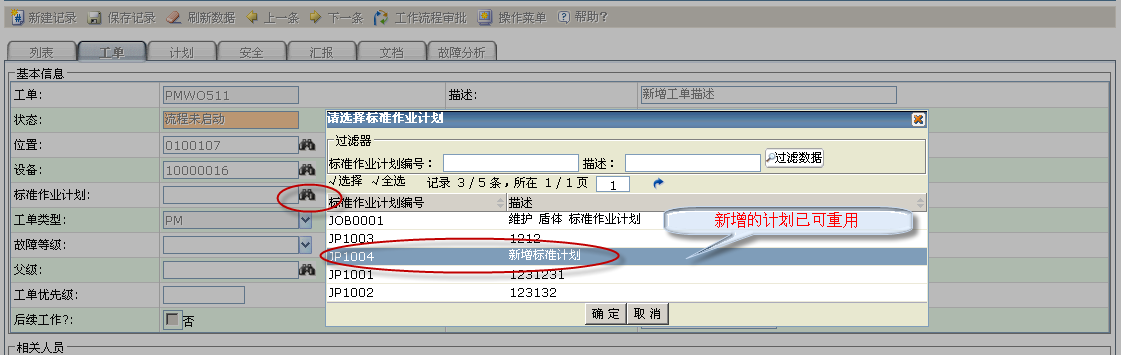 新建记录 保存记录 刷新数据 上一条 下一条 工作流程审批 操作菜单 帮助?
列表 工单 计划 安全 汇报 文档 故障分析
基本信息
工单: PMWO511 描述: 新增工单描述
状态: 流程未启动
位置: 0100107
设备: 10000016
标准作业计划:
工单类型: PM
故障等级:
父级:
工单优先级:
后续工作?: 否
相关人员
请选择标准作业计划
过滤器
标准作业计划编号： 描述： 过滤数据
√选择 √全选 记录 3 / 5 条，所在 1 / 1 页 1
标准作业计划编号 描述
JOB0001 维护 盾体 标准作业计划
JP1003 1212
JP1004 新增标准计划
JP1001 1231231
JP1002 123132
确 定 取 消
新增的计划已可重用